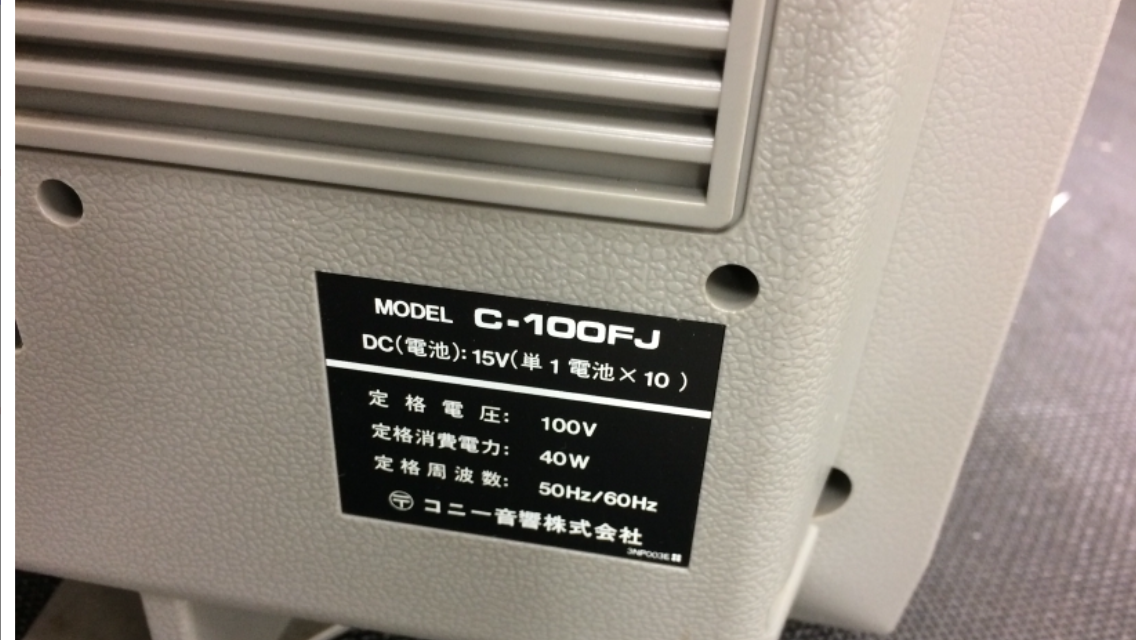 MODEL C-100FJ
DC(電池):15V(単1電池×10)
定格電圧: 100V
定格消費電力: 40W
定格周波数: 50Hz/60Hz
〶 コニー音響株式会社
3NP003E